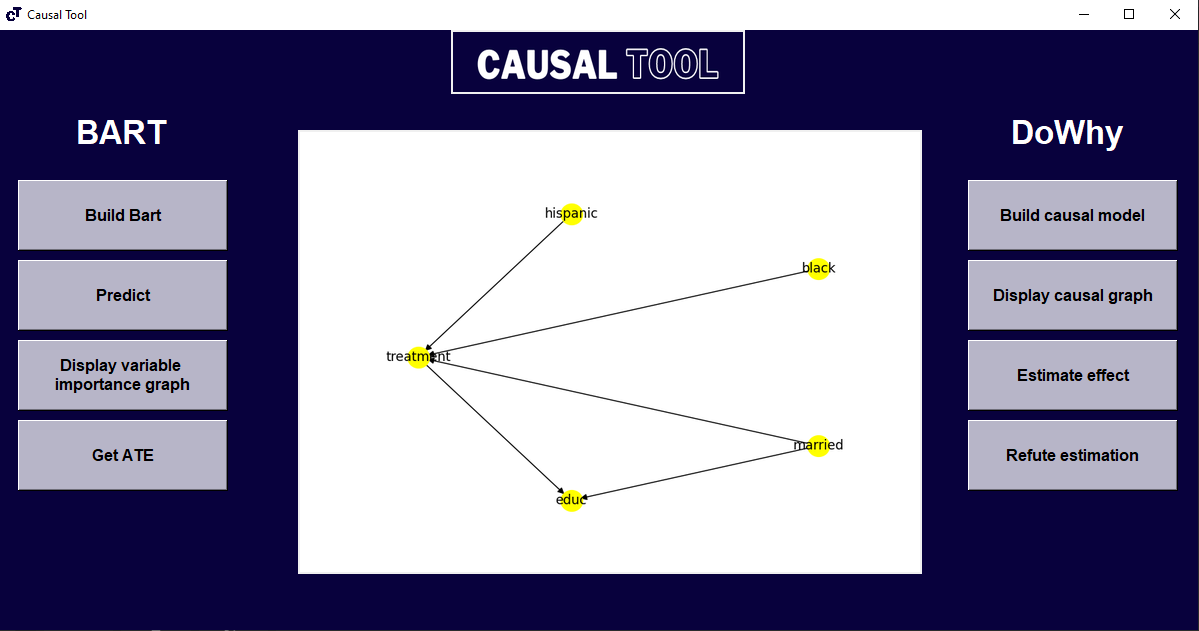 Causal Tool
CAUSAL TOOL
BART
DoWhy
Build Bart
Predict
Display variable
importance graph
Get ATE
hispanic
black
treatment
married
educ
Build causal model
Display causal graph
Estimate effect
Refute estimation